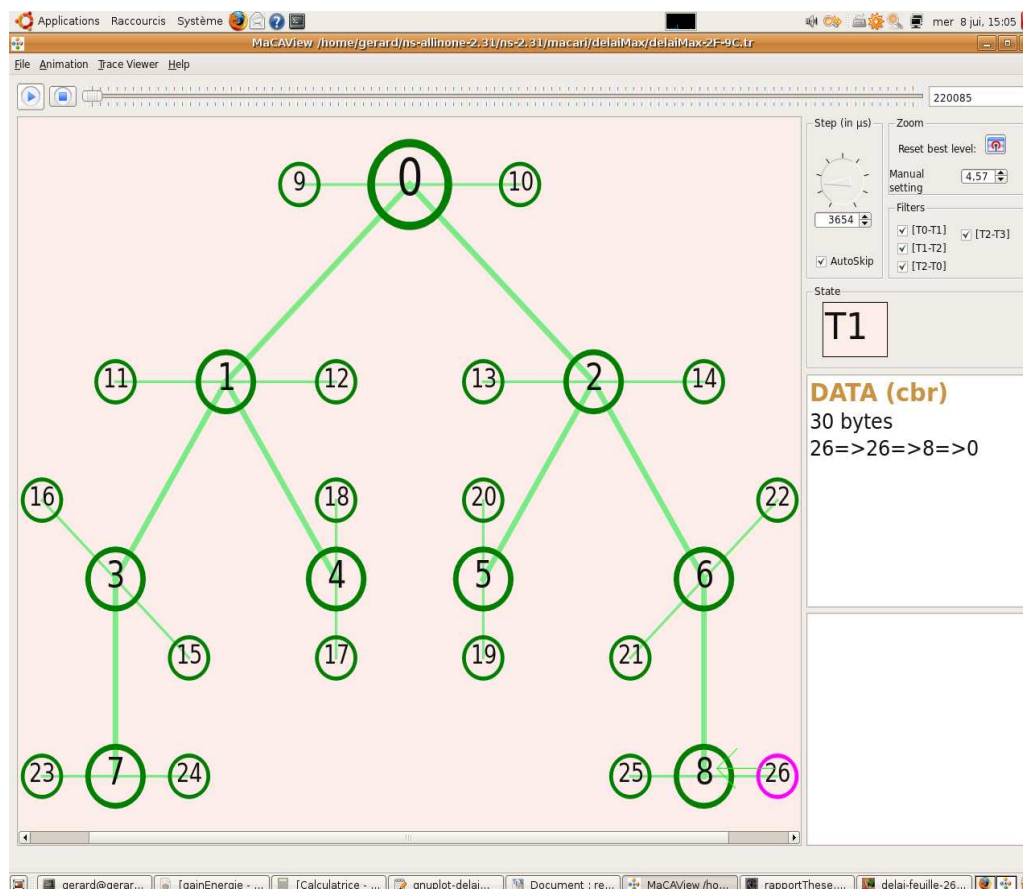 Applications Raccourcis Système mer 8 jui, 15:05
MaCAView /home/gerard/ns-allinone-2.31/ns-2.31/macari/delaiMax/delaiMax-2F-9C.tr
File Animation Trace Viewer Help
220085
Step (in µs)
3654
AutoSkip
Zoom
Reset best level:
Manual
setting
4,57
Filters
[T0-T1] [T2-T3]
[T1-T2]
[T2-T0]
State
T1
DATA (cbr)
30 bytes
26=>26=>8=>0
9 0 10
11 1 12 13 2 14
16 18 20 22
3 4 5 6
15 17 19 21
23 7 24 25 8 26
gerard@gerar... [gainEnergie - ... [Calculatrice - ... gnuplot-delai... Document : re... MaCAView /ho... rapportThese.... delai-feuille-26...